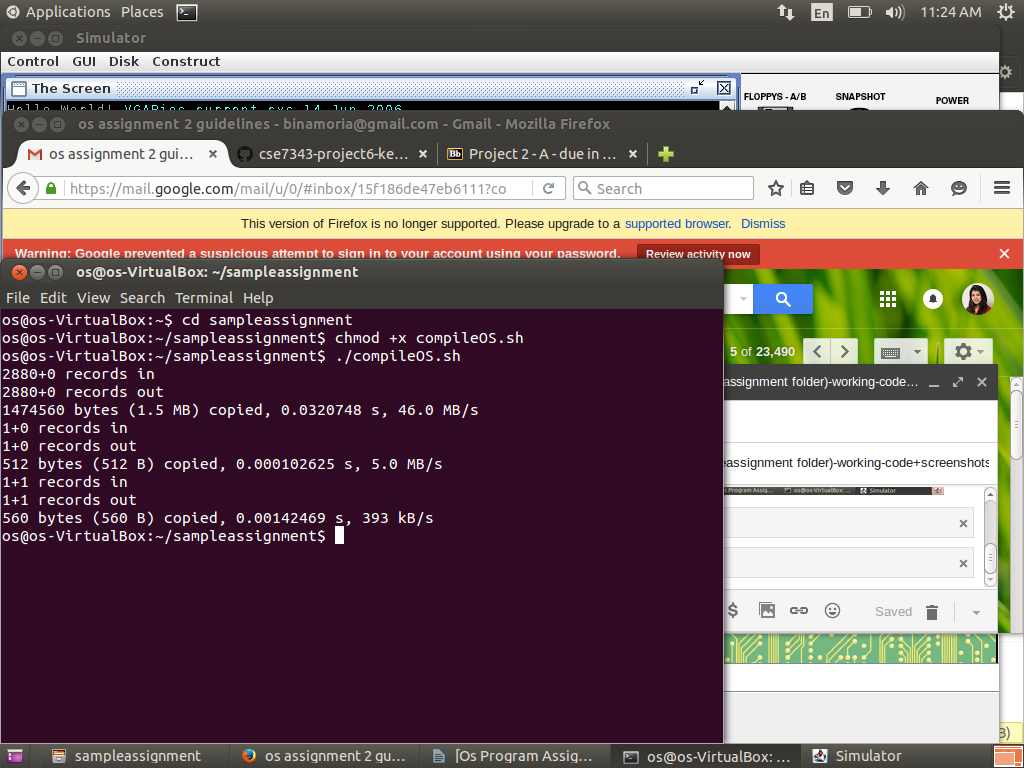 Applications Places
En
11:24 AM
Simulator
Control GUI Disk Construct
The Screen
Hello World! VGABios current-cvs 14 Jun 2006
FLOPPYS - A/B
SNAPSHOT
POWER
os assignment 2 guidelines - binamoria@gmail.com - Gmail - Mozilla Firefox
os assignment 2 gui...
cse7343-project6-ke...
Bb
Project 2 - A - due in ...
https://mail.google.com/mail/u/0/#inbox/15f186de47eb6111?co
Search
This version of Firefox is no longer supported. Please upgrade to a supported browser. Dismiss
Warning: Google prevented a suspicious attempt to sign in to your account using your password.
Review activity now
os@os-VirtualBox: ~/sampleassignment
File Edit View Search Terminal Help
os@os-VirtualBox:~$ cd sampleassignment
os@os-VirtualBox:~/sampleassignment$ chmod +x compileOS.sh
os@os-VirtualBox:~/sampleassignment$ ./compileOS.sh
2880+0 records in
2880+0 records out
1474560 bytes (1.5 MB) copied, 0.0320748 s, 46.0 MB/s
1+0 records in
1+0 records out
512 bytes (512 B) copied, 0.000102625 s, 5.0 MB/s
1+1 records in
1+1 records out
560 bytes (560 B) copied, 0.00142469 s, 393 kB/s
os@os-VirtualBox:~/sampleassignment$
5 of 23,490
assignment folder)-working-code...
assignment folder)-working-code+screenshots
Os Program Assig... os@os-VirtualBox: ... Simulator
$
Saved
B)
sampleassignment
os assignment 2 gu...
[Os Program Assig...
os@os-VirtualBox: ...
Simulator